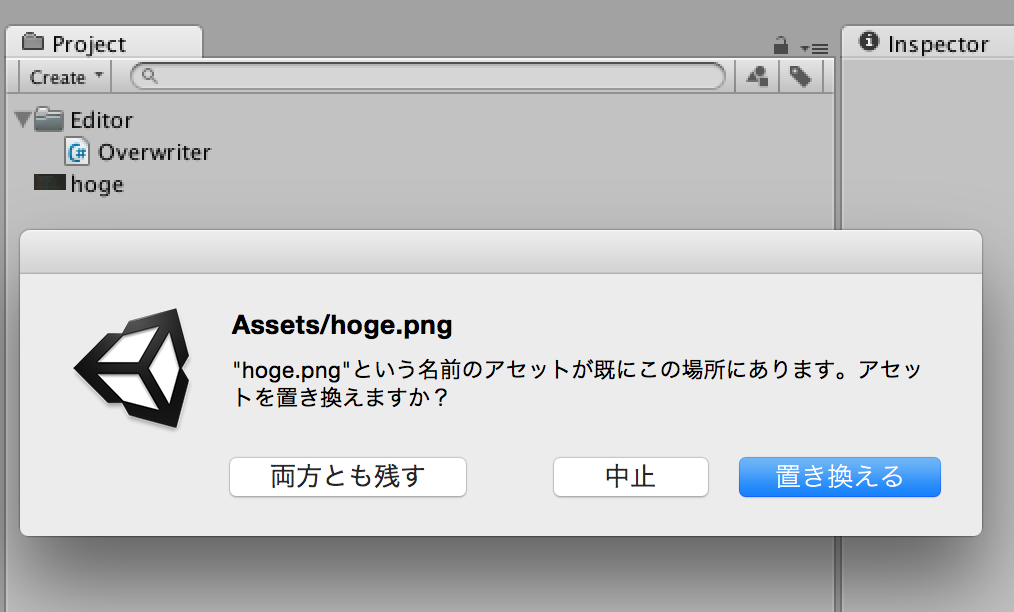 Project
Inspector
Create
Editor
Overwriter
hoge
Assets/hoge.png
"hoge.png"という名前のアセットが既にこの場所にあります。アセッ
トを置き換えますか？
両方とも残す
中止
置き換える